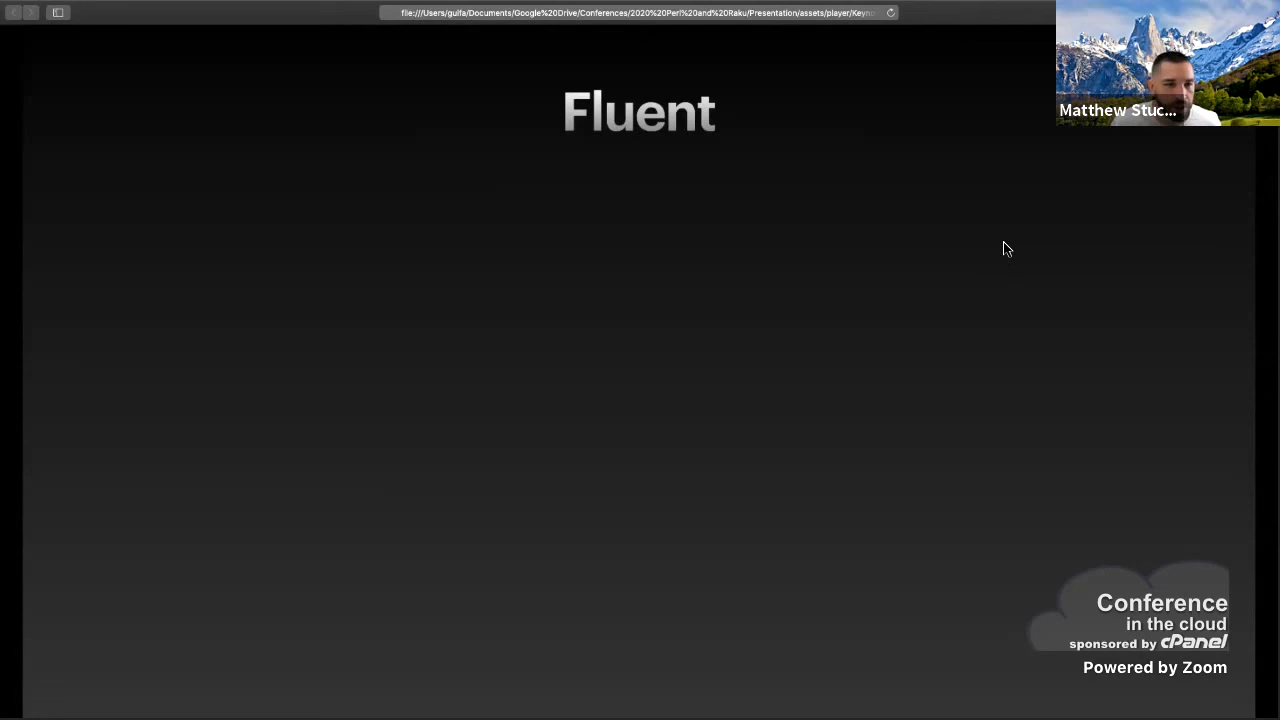 file:///Users/guifa/Documents/Google%20Drive/Conferences/2020%20Perl%20and%20Raku/Presentation/assets/player/Keyno
Matthew Stuc...
Fluent
Conference
in the cloud
sponsored by cPanel
Powered by Zoom